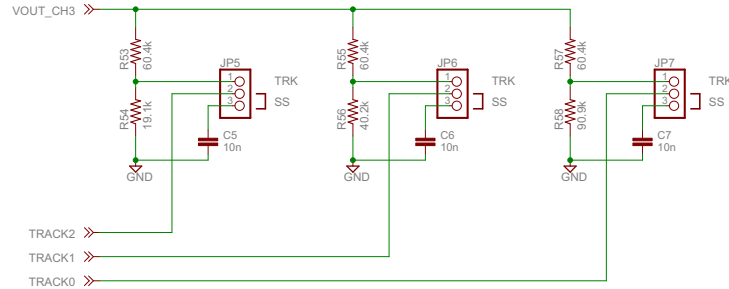 VOUT_CH3
R53
60.4k
JP5
1
2
3
TRK
SS
R54
19.1k
C5
10n
GND
R55
60.4k
JP6
1
2
3
TRK
SS
R56
40.2k
C6
10n
GND
R57
60.4k
JP7
1
2
3
TRK
SS
R58
90.9k
C7
10n
GND
TRACK2
TRACK1
TRACK0